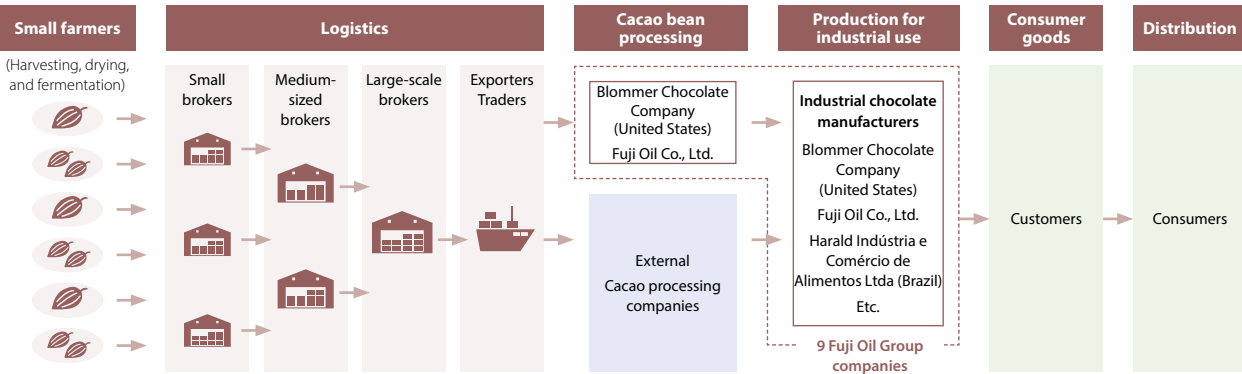 Small farmers
(Harvesting, drying,
and fermentation)
Logistics
Small
brokers
Medium-
sized
brokers
Large-scale
brokers
Exporters
Traders
Cacao bean
processing
Blommer Chocolate
Company
(United States)
Fuji Oil Co., Ltd.
External
Cacao processing
companies
Production for
industrial use
Industrial chocolate
manufacturers
Blommer Chocolate
Company
(United States)
Fuji Oil Co., Ltd.
Harald Indústria e
Comércio de
Alimentos Ltda (Brazil)
Etc.
9 Fuji Oil Group
companies
Consumer
goods
Customers
Distribution
Consumers